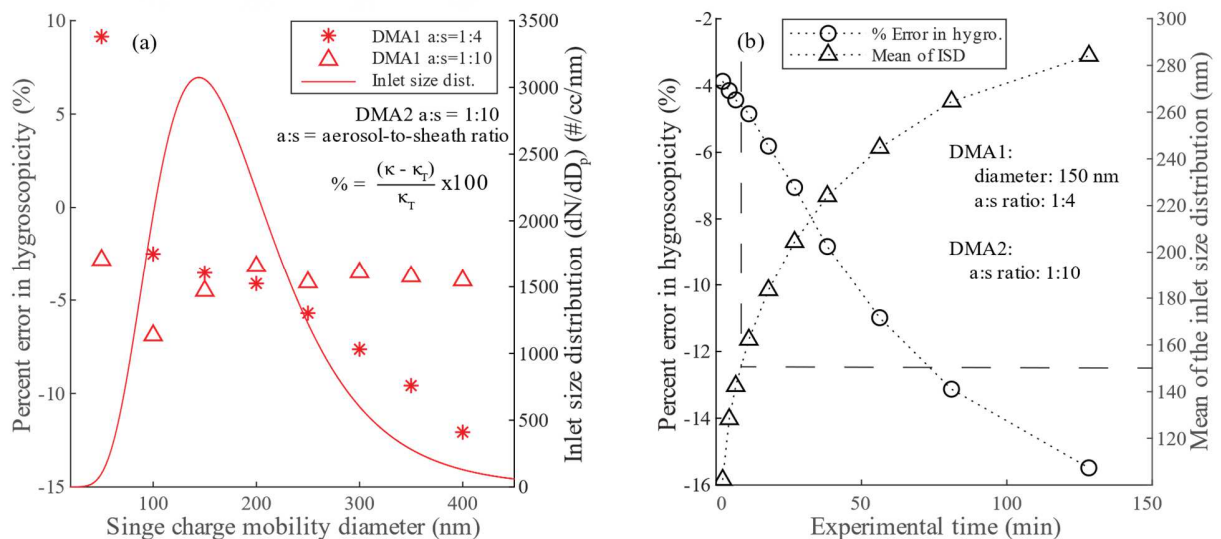 (a)
DMA1 a:s=1:4
DMA1 a:s=1:10
Inlet size dist.
DMA2 a:s = 1:10
a:s = aerosol-to-sheath ratio
% = (κ - κT) / κT x100
Percent error in hygroscopicity (%)
10
5
0
-5
-10
-15
100
200
300
400
Singe charge mobility diameter (nm)
3500
3000
2500
2000
1500
1000
500
0
Inlet size distribution (dN/dDp) (#/cc/nm)
(b)
% Error in hygro.
Mean of ISD
DMA1:
diameter: 150 nm
a:s ratio: 1:4
DMA2:
a:s ratio: 1:10
Percent error in hygroscopicity (%)
-2
-4
-6
-8
-10
-12
-14
-16
0
50
100
150
Experimental time (min)
300
280
260
240
220
200
180
160
140
120
Mean of the inlet size distribution (nm)